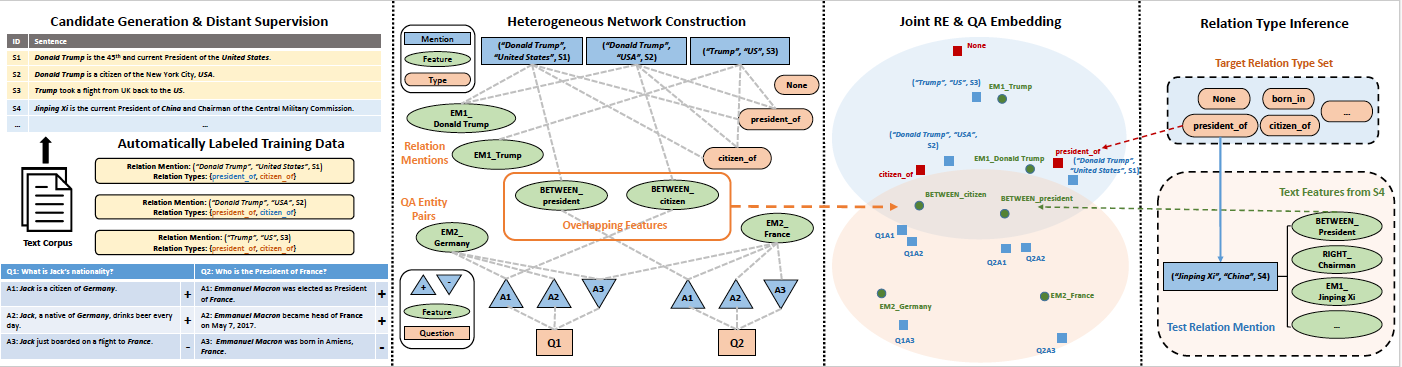 Candidate Generation & Distant Supervision
ID Sentence
S1 Donald Trump is the 45th and current President of the United States.
S2 Donald Trump is a citizen of the New York City, USA.
S3 Trump took a flight from UK back to the US.
S4 Jinping Xi is the current President of China and Chairman of the Central Military Commission.
... ...
Automatically Labeled Training Data
Text Corpus
Relation Mention: ("Donald Trump", "United States", S1)
Relation Types: {president_of, citizen_of}
Relation Mention: ("Donald Trump", "USA", S2)
Relation Types: {president_of, citizen_of}
Relation Mention: ("Trump", "US", S3)
Relation Types: {president_of, citizen_of}
Q1: What is Jack's nationality?
A1: Jack is a citizen of Germany. +
A2: Jack, a native of Germany, drinks beer every
day. +
A3: Jack just boarded on a flight to France. -
Q2: Who is the President of France?
A1: Emmanuel Macron was elected as President
of France. +
A2: Emmanuel Macron became head of France
on May 7, 2017. +
A3: Emmanuel Macron was born in Amiens,
France. -
Heterogeneous Network Construction
Mention
Feature
Type
("Donald Trump",
"United States", S1)
("Donald Trump",
"USA", S2)
("Trump", "US", S3)
None
president_of
citizen_of
EM1_
Donald Trump
EM1_Trump
Relation
Mentions
QA Entity
Pairs
BETWEEN_
president
BETWEEN_
citizen
Overlapping Features
EM2_
Germany
EM2_
France
+ -
Feature
Question
A1 A2 A3
A1 A2 A3
Q1
Q2
Joint RE & QA Embedding
None
("Trump", "US", S3)
EM1_Trump
("Donald Trump", "USA",
S2)
citizen_of
EM1_Donald Trump
president_of
("Donald Trump",
"United States", S1)
BETWEEN_citizen
BETWEEN_president
Q1A1
Q1A2
Q2A1
Q2A2
EM2_Germany
EM2_France
Q1A3
Q2A3
Relation Type Inference
Target Relation Type Set
None born_in ...
president_of citizen_of
Text Features from S4
BETWEEN_
President
RIGHT_
Chairman
EM1_
Jinping Xi
...
("Jinping Xi", "China", S4)
Test Relation Mention